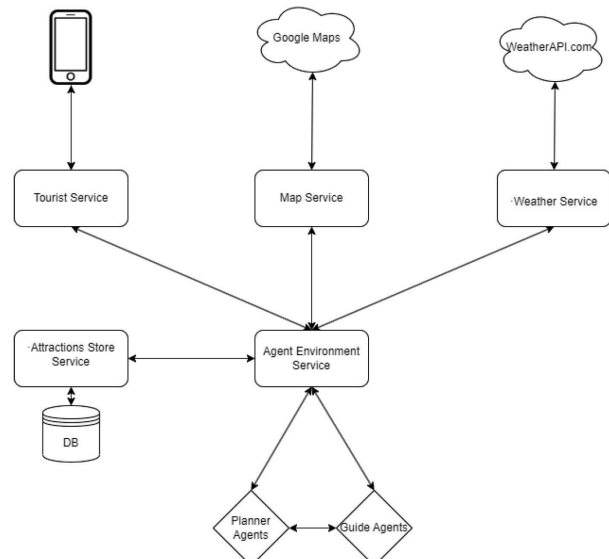 Google Maps
WeatherAPI.com
Tourist Service
Map Service
·Weather Service
·Attractions Store
Service
Agent Environment
Service
DB
Planner
Agents
Guide Agents